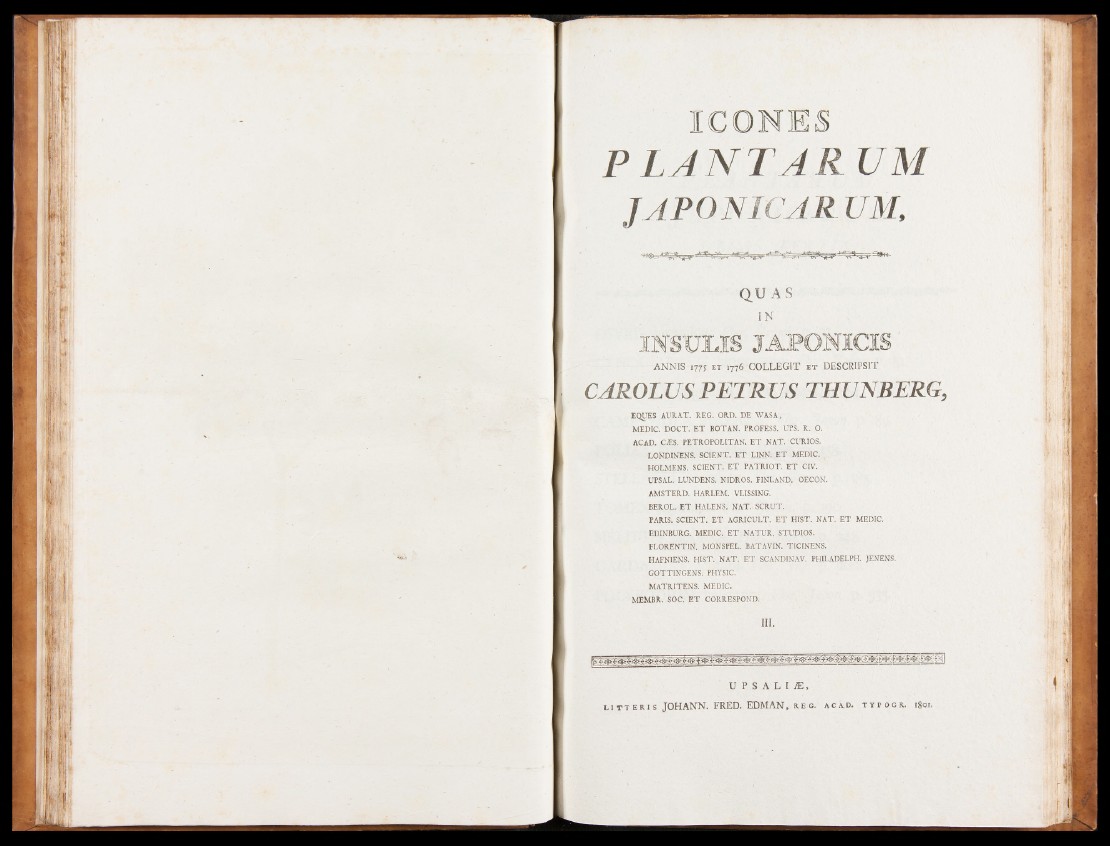 ICONES
PLANTARUM
JAPONICARUM,
QUAS
IN
INSULIS JAPONICIS
ANNIS 1775 ET 1776 COLLEGIT ET DESCRIPSIT
CAROLUS PETRUS THUNBERG,
EQUES AURAT. REG. ORD. DE WASA,
MEDIC. DOCT. ET BOTAN. PROFESS. UPS. R. O.
ACAD. CÆS. PETROPOLITAN. ET NAT. CURIOS.
LONDINENS. SCIENT. ET LINN. ET MEDIC.
HOLMENS. SCIENT. ET PATRIOT. ET CIV.
UPSAL. LUNDENS. NIDROS. FINLAND. OECON.
AMSTERD. HARLEM. VLISSING.
BEROL. ET HALENS. NAT. SCRUT.
PARIS. SCIENT. ET AGRICULT. ET HIST. NAT. ET MEDIC.
EDINBURG. MEDIC. ET NATUR. STUDIOS.
FLORENTIN. MONSPEL. BATAVIN. TICINENS.
HAFNIENS. HIST. NAT. ET SCANDINAV. PHILADELPH. JENENS.
GOTTINGENS. PHYSIC.
MATRITENS. MEDIC.
MEMBR. SOC. ET CORRESPOND.
III.
UPSALIÆ,
LITTERIS JOHANN. FRED. EDMAN, REG. ACAD. TYPOGR. 1801.